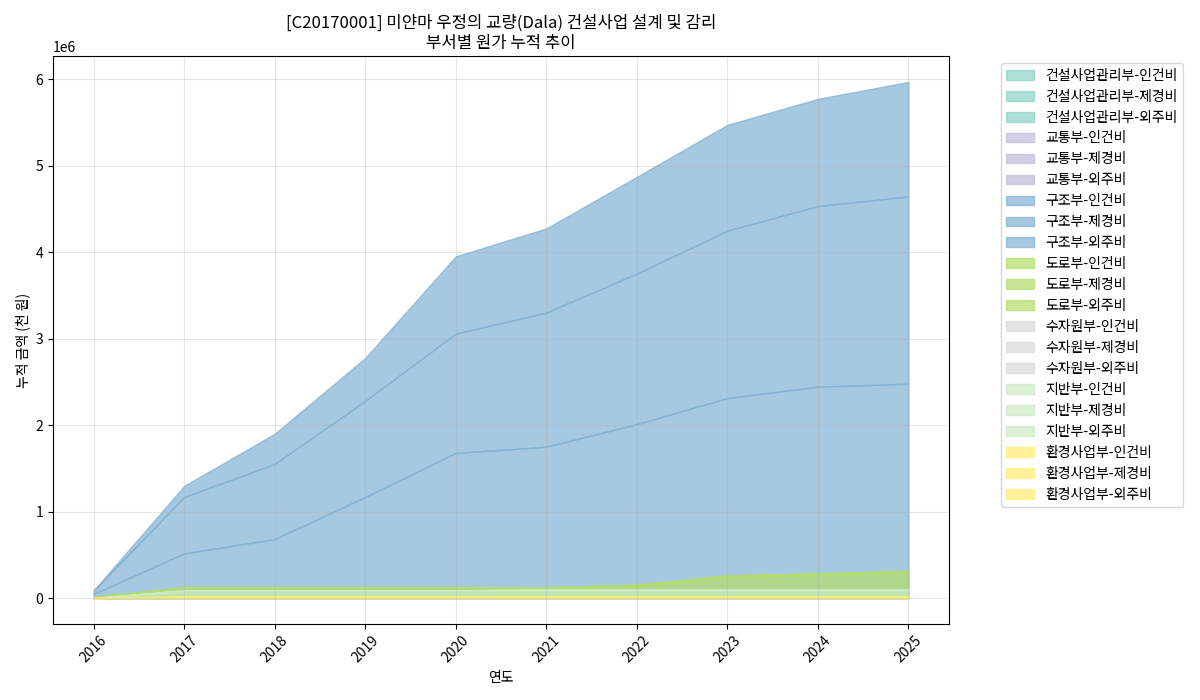 [C20170001] 미얀마 우정의 교량(Dala) 건설사업 설계 및 감리
부서별 원가 누적 추이
1e6
6
5
4
3
2
1
0
누적 금액 (천 원)
2016
2017
2018
2019
2020
2021
2022
2023
2024
2025
연도
건설사업관리부-인건비
건설사업관리부-제경비
건설사업관리부-외주비
교통부-인건비
교통부-제경비
교통부-외주비
구조부-인건비
구조부-제경비
구조부-외주비
도로부-인건비
도로부-제경비
도로부-외주비
수자원부-인건비
수자원부-제경비
수자원부-외주비
지반부-인건비
지반부-제경비
지반부-외주비
환경사업부-인건비
환경사업부-제경비
환경사업부-외주비